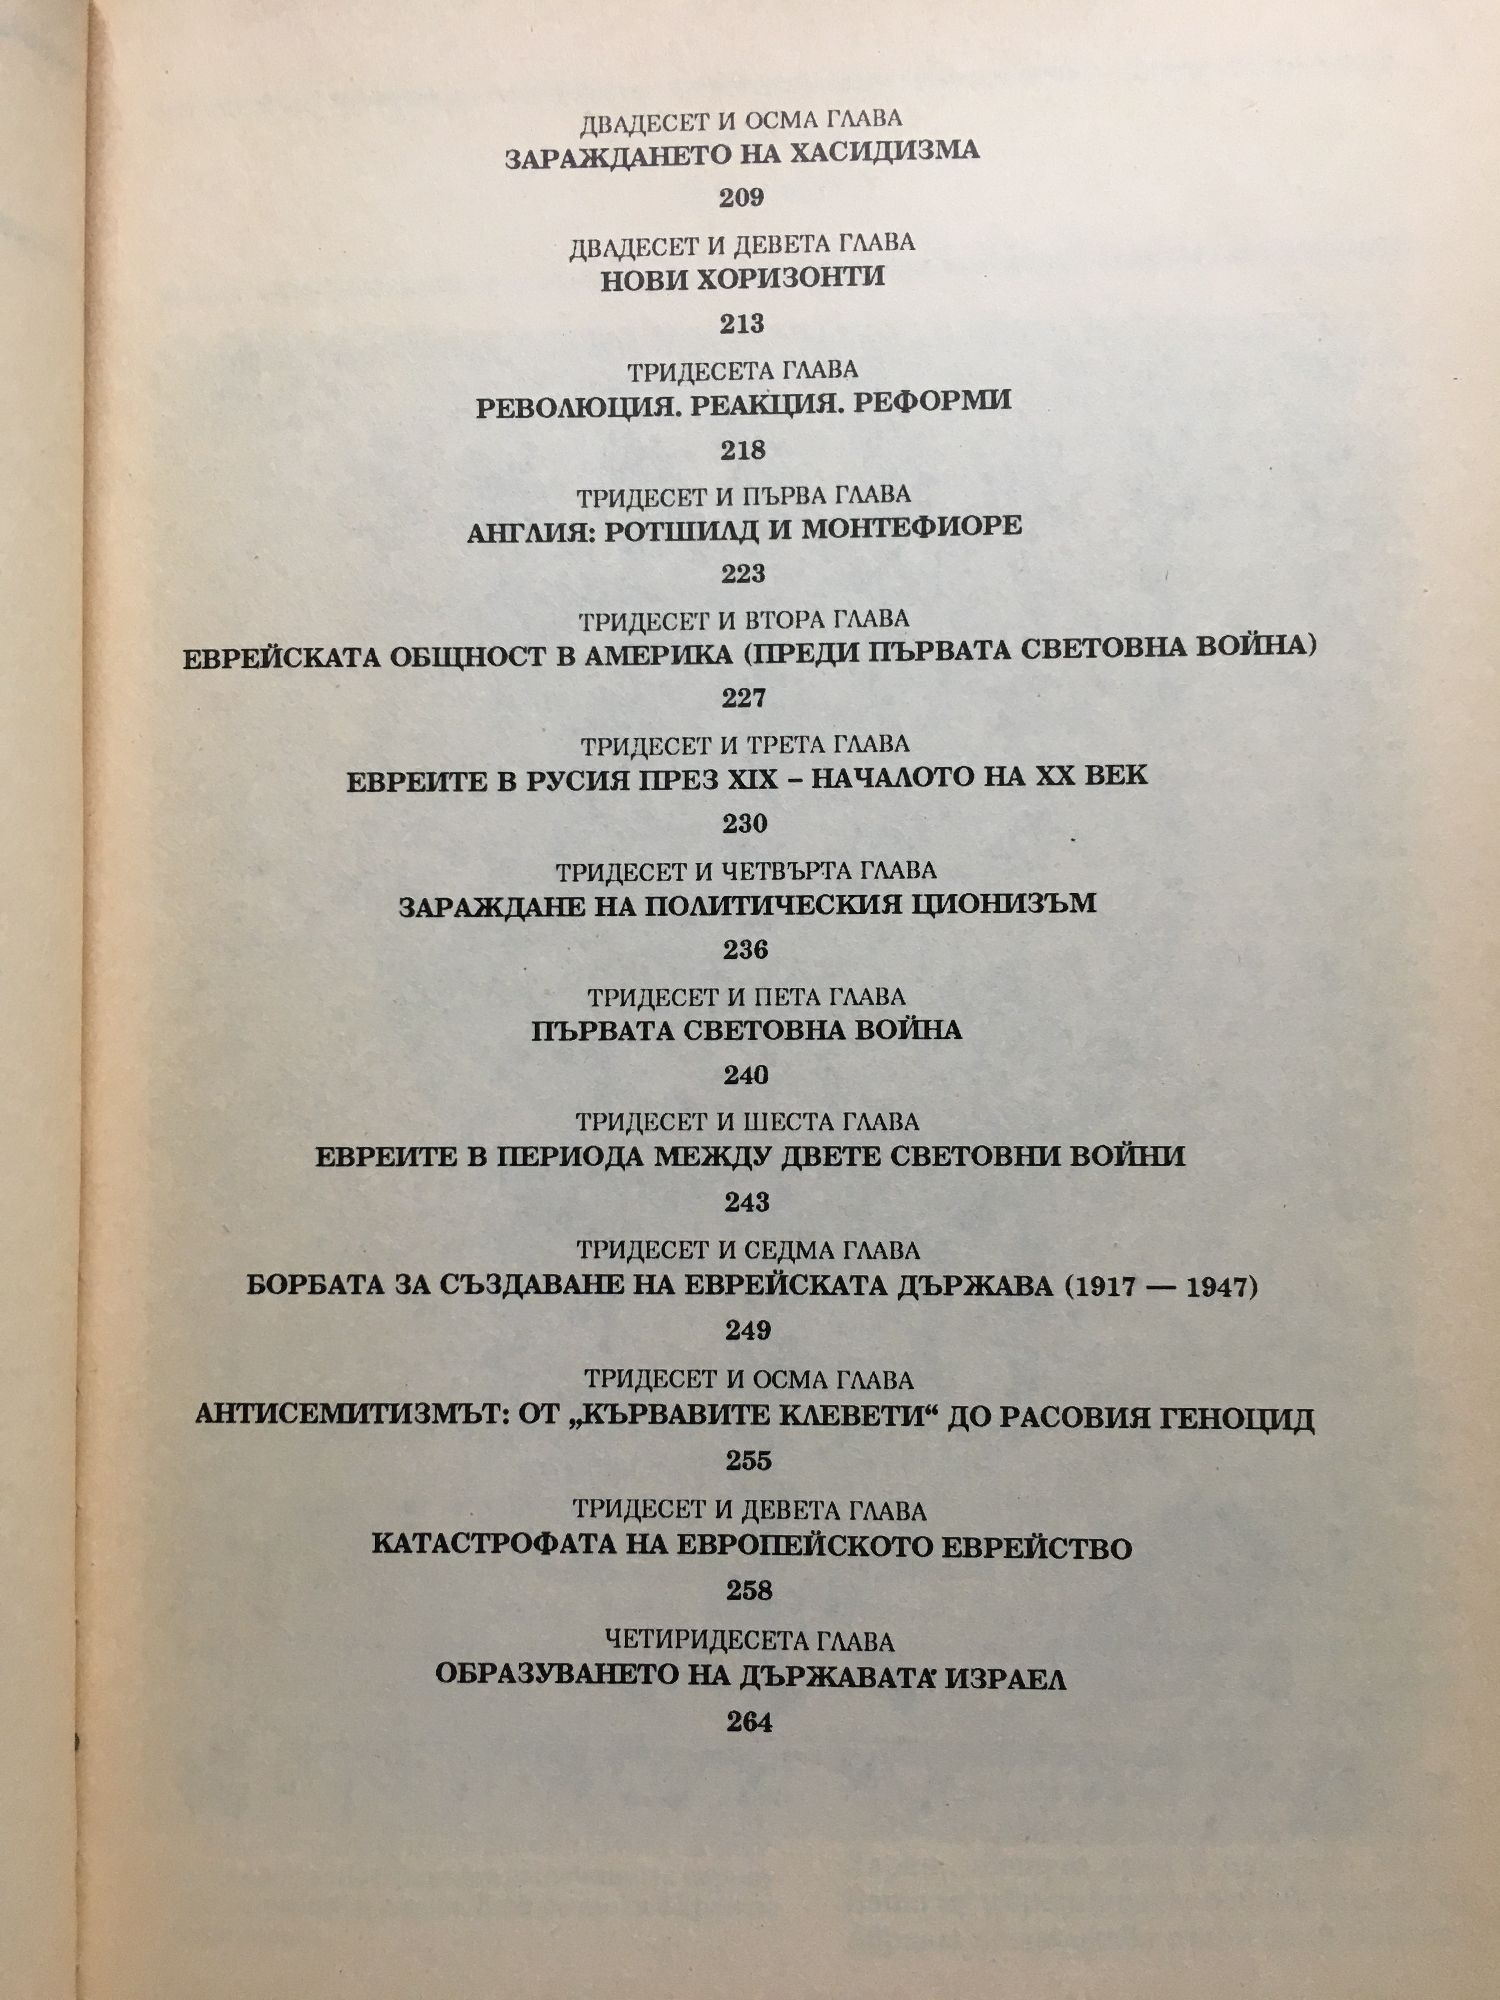 ДВАДЕСЕТ И ОСМА ГЛАВА
ЗАРАЖДАНЕТО НА ХАСИДИЗМА
209
ДВАДЕСЕТ И ДЕВЕТА ГЛАВА
НОВИ ХОРИЗОНТИ
213
ТРИДЕСЕТА ГЛАВА
РЕВОЛЮЦИЯ. РЕАКЦИЯ. РЕФОРМИ
218
ТРИДЕСЕТ И ПЪРВА ГЛАВА
АНГЛИЯ: РОТШИЛД И МОНТЕФИОРЕ
223
ТРИДЕСЕТ И ВТОРА ГЛАВА
ЕВРЕЙСКАТА ОБЩНОСТ В АМЕРИКА (ПРЕДИ ПЪРВАТА СВЕТОВНА ВОЙНА)
227
ТРИДЕСЕТ И ТРЕТА ГЛАВА
ЕВРЕИТЕ В РУСИЯ ПРЕЗ XIX – НАЧАЛОТО НА XX ВЕК
230
ТРИДЕСЕТ И ЧЕТВЪРТА ГЛАВА
ЗАРАЖДАНЕ НА ПОЛИТИЧЕСКИЯ ЦИОНИЗЪМ
236
ТРИДЕСЕТ И ПЕТА ГЛАВА
ПЪРВАТА СВЕТОВНА ВОЙНА
240
ТРИДЕСЕТ И ШЕСТА ГЛАВА
ЕВРЕИТЕ В ПЕРИОДА МЕЖДУ ДВЕТЕ СВЕТОВНИ ВОЙНИ
243
ТРИДЕСЕТ И СЕДМА ГЛАВА
БОРБАТА ЗА СЪЗДАВАНЕ НА ЕВРЕЙСКАТА ДЪРЖАВА (1917 — 1947)
249
ТРИДЕСЕТ И ОСМА ГЛАВА
АНТИСЕМИТИЗМЪТ: ОТ „КЪРВАВИТЕ КЛЕВЕТИ“ ДО РАСОВИЯ ГЕНОЦИД
255
ТРИДЕСЕТ И ДЕВЕТА ГЛАВА
КАТАСТРОФАТА НА ЕВРОПЕЙСКОТО ЕВРЕЙСТВО
258
ЧЕТИРИДЕСЕТА ГЛАВА
ОБРАЗУВАНЕТО НА ДЪРЖАВАТА ИЗРАЕЛ
264